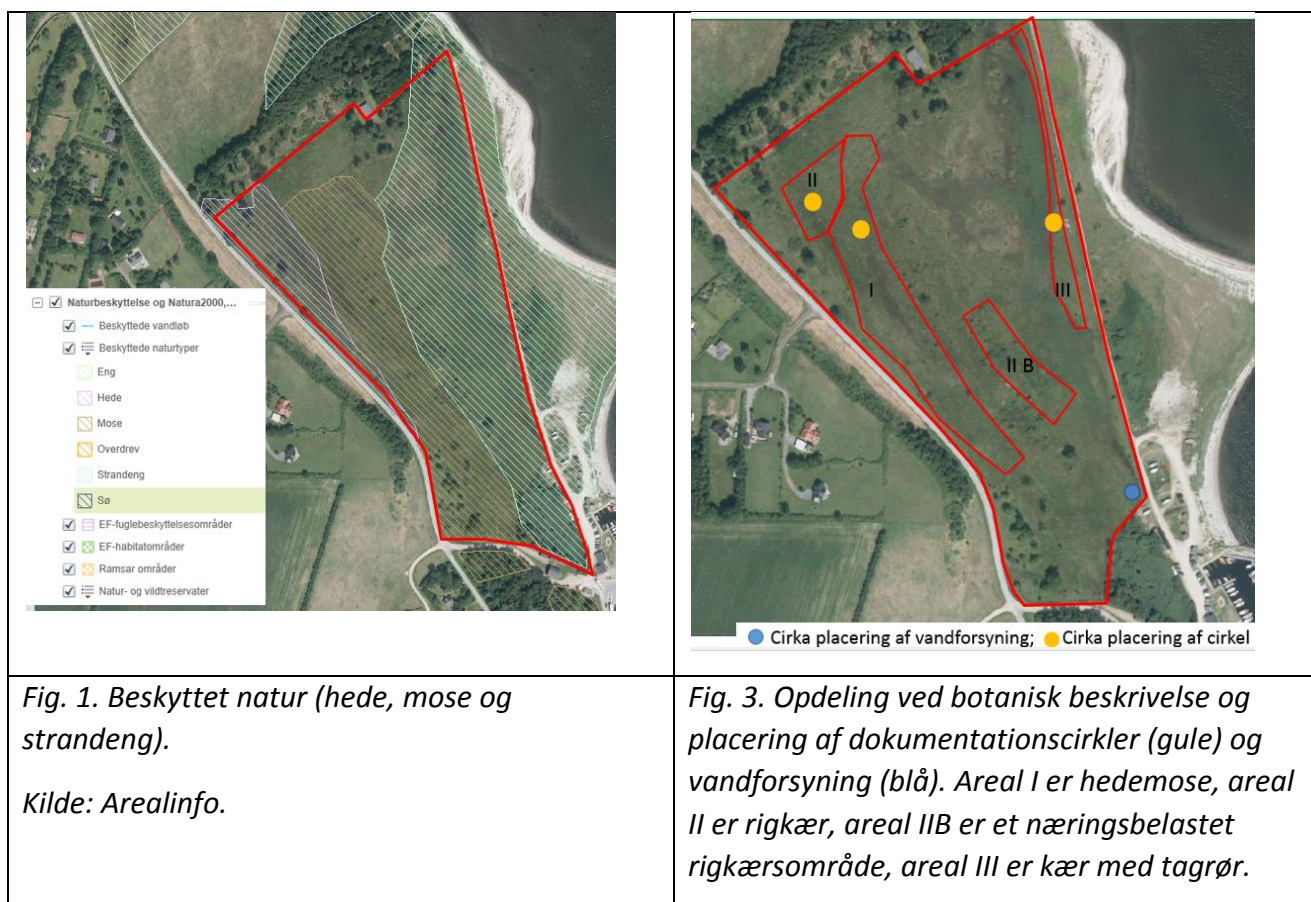 Naturbeskyttelse og Natura2000,...
Beskyttede vandløb
Beskyttede naturtyper
Eng
Hede
Mose
Overdrev
Strandeng
Sø
EF-fuglebeskyttelsesområder
EF-habitatområder
Ramsar områder
Natur- og vildtreservater
II
I
III
II B
Cirka placering af vandforsyning; Cirka placering af cirkel
Fig. 1. Beskyttet natur (hede, mose og
strandeng).
Kilde: Arealinfo.
Fig. 3. Opdeling ved botanisk beskrivelse og
placering af dokumentationscirkler (gule) og
vandforsyning (blå). Areal I er hedemose, areal
II er rigkær, areal IIB er et næringsbelastet
rigkærsområde, areal III er kær med tagrør.